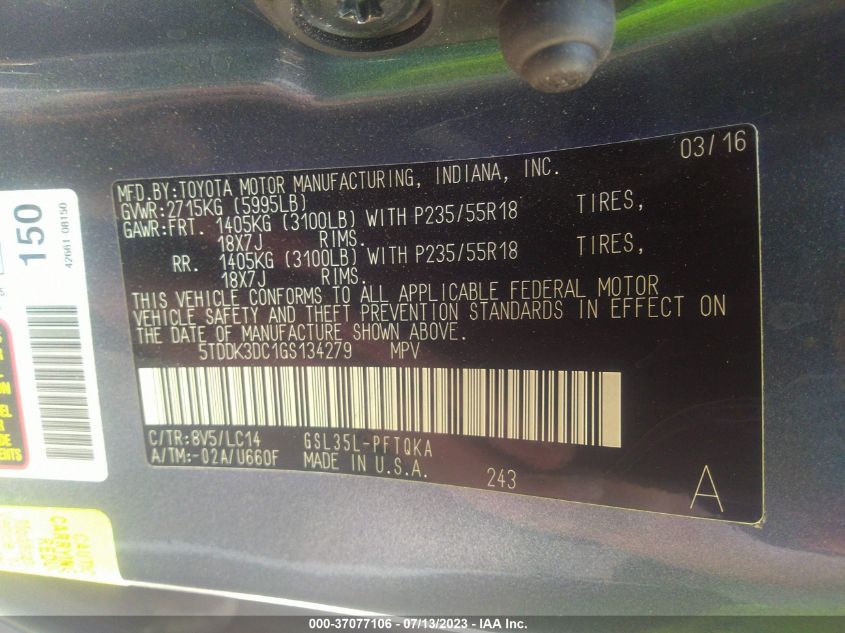 03/16
MFD.BY:TOYOTA MOTOR MANUFACTURING, INDIANA, INC.
GVWR:2715KG (5995LB)
GAWR:FRT. 1405KG (3100LB) WITH P235/55R18 TIRES,
18X7J RIMS.
RR. 1405KG (3100LB) WITH P235/55R18 TIRES,
18X7J RIMS.
THIS VEHICLE CONFORMS TO ALL APPLICABLE FEDERAL MOTOR
VEHICLE SAFETY AND THEFT PREVENTION STANDARDS IN EFFECT ON
THE DATE OF MANUFACTURE SHOWN ABOVE.
5TDDK3DC1GS134279 MPV
C/TR:8V5/LC14 GSL35L-PFTQKA
A/TM:-02A/U660F MADE IN U.S.A.
243
A
150
42661 08150
000-37077106 - 07/13/2023 - IAA Inc.